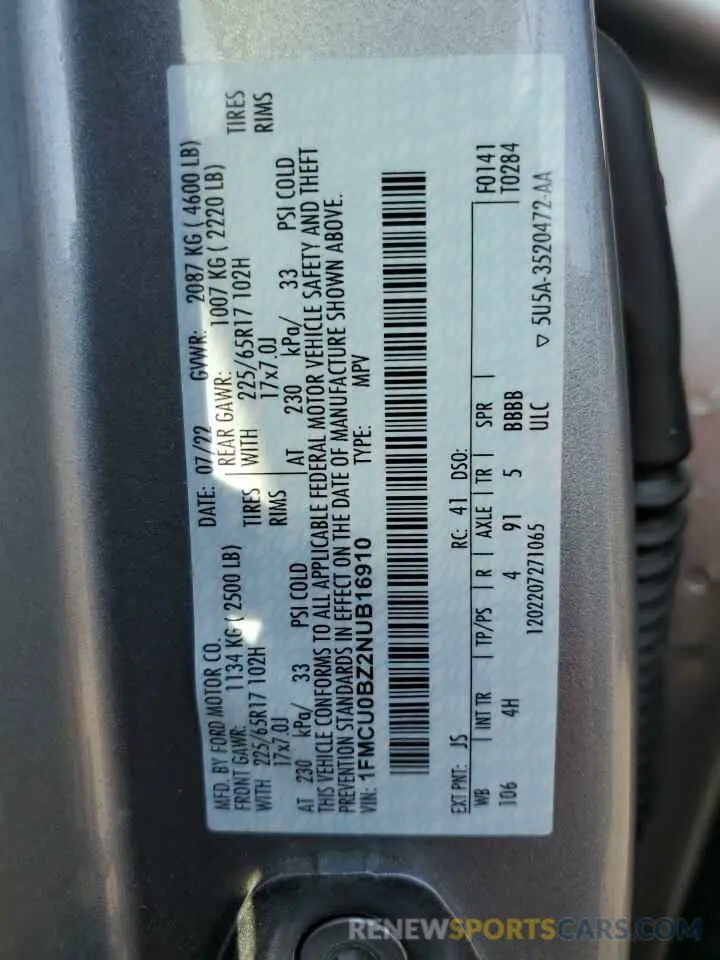 MFD. BY FORD MOTOR CO.
DATE: 07/22 GVWR: 2087 KG ( 4600 LB)
FRONT GAWR: 1134 KG ( 2500 LB) REAR GAWR: 1007 KG ( 2220 LB)
WITH 225/65R17 102H TIRES WITH 225/65R17 102H TIRES
17x7.0J RIMS 17x7.0J RIMS
AT 230 kPa/ 33 PSI COLD AT 230 kPa/ 33 PSI COLD
THIS VEHICLE CONFORMS TO ALL APPLICABLE FEDERAL MOTOR VEHICLE SAFETY AND THEFT
PREVENTION STANDARDS IN EFFECT ON THE DATE OF MANUFACTURE SHOWN ABOVE.
VIN: 1FMCU0BZ2NUB16910 TYPE: MPV
EXT PNT: JS RC: 41 DSO:
WB INT TR TP/PS R AXLE TR SPR F0141
106 4H 4 91 5 BBBB T0284
1202207271065 ULC ▽ 5U5A-3520472-AA
RENEWSPORTSCARS.COM